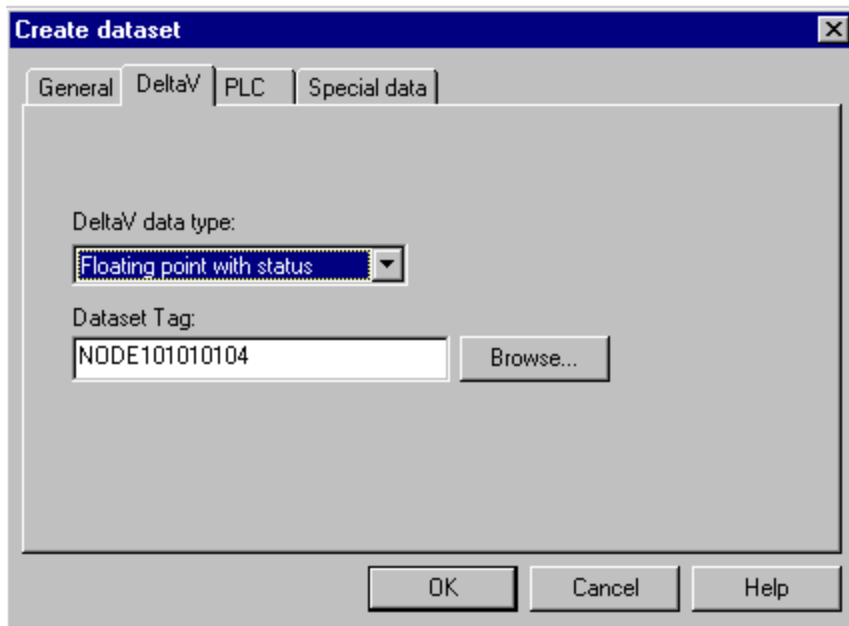 Create dataset
General DeltaV PLC Special data
DeltaV data type:
Floating point with status
Dataset Tag:
NODE101010104 Browse...
OK Cancel Help